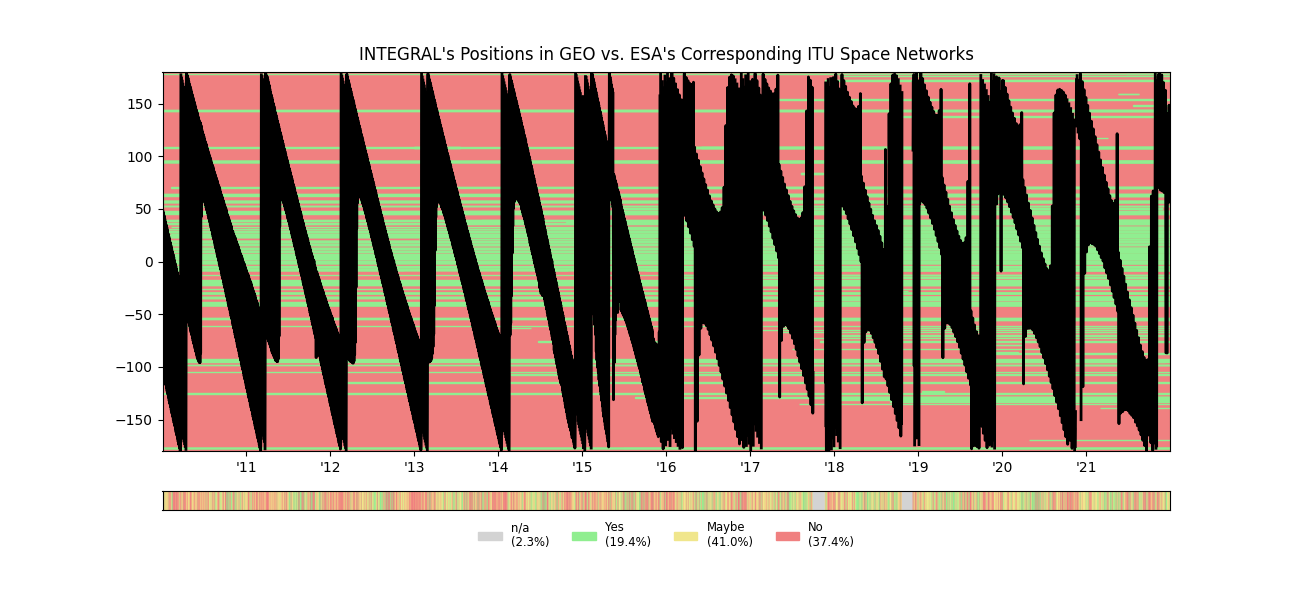 INTEGRAL's Positions in GEO vs. ESA's Corresponding ITU Space Networks
150
100
50
0
−50
−100
−150
'11 '12 '13 '14 '15 '16 '17 '18 '19 '20 '21
n/a Yes Maybe No
(2.3%) (19.4%) (41.0%) (37.4%)